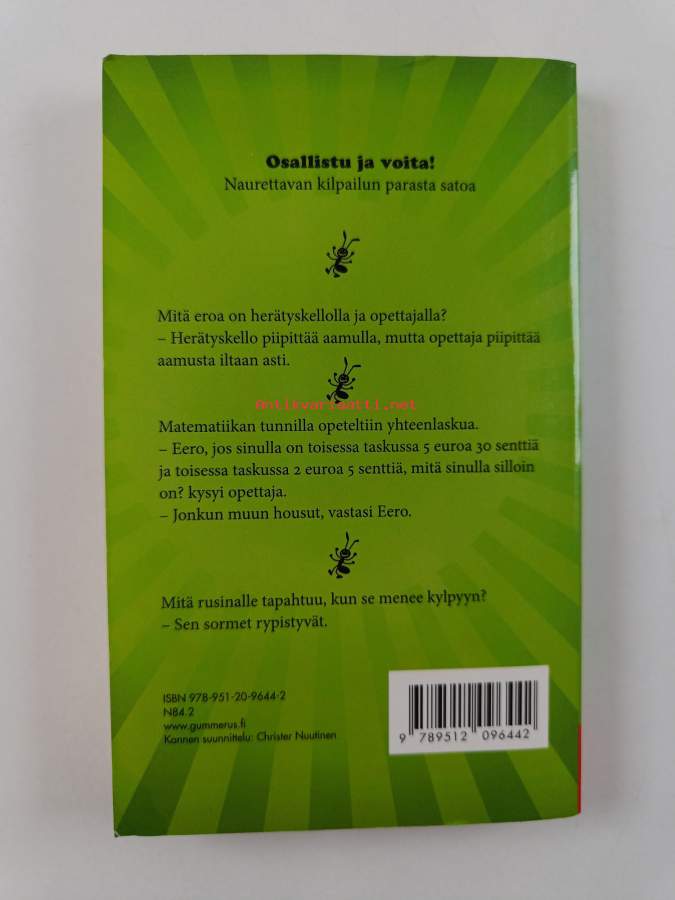 Osallistu ja voita!
Naurettavan kilpailun parasta satoa
Mitä eroa on herätyskellolla ja opettajalla?
– Herätyskello piipittää aamulla, mutta opettaja piipittää
aamusta iltaan asti.
Antikvariaatti.net
Matematiikan tunnilla opeteltiin yhteenlaskua.
– Eero, jos sinulla on toisessa taskussa 5 euroa 30 senttiä
ja toisessa taskussa 2 euroa 5 senttiä, mitä sinulla silloin
on? kysyi opettaja.
– Jonkun muun housut, vastasi Eero.
Mitä rusinalle tapahtuu, kun se menee kylpyyn?
– Sen sormet rypistyvät.
ISBN 978-951-20-9644-2
N84.2
www.gummerus.fi
Kannen suunnittelu: Christer Nuutinen
9 789512 096442